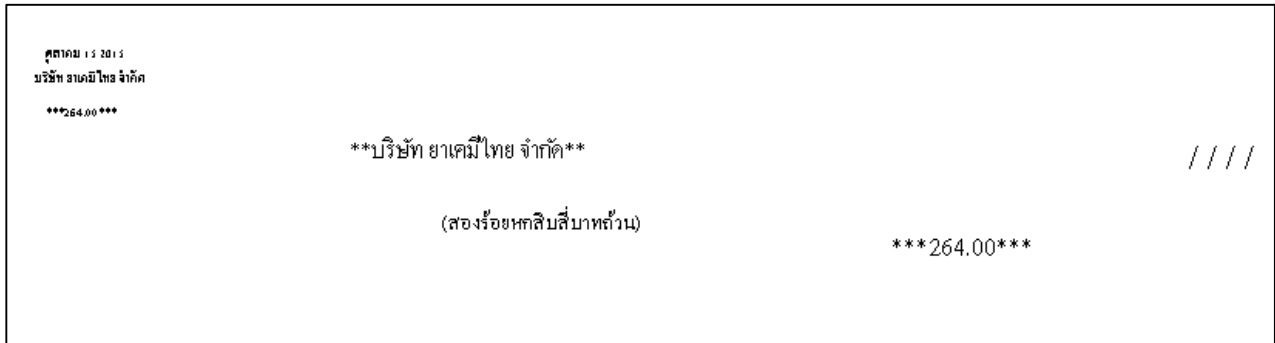 ตุลาคม 15 2015
บริษัท ยาเคมีไทย จำกัด
***264.00***
**บริษัท ยาเคมีไทย จำกัด**
/ / / /
(สองร้อยหกสิบสี่บาทถ้วน)
***264.00***